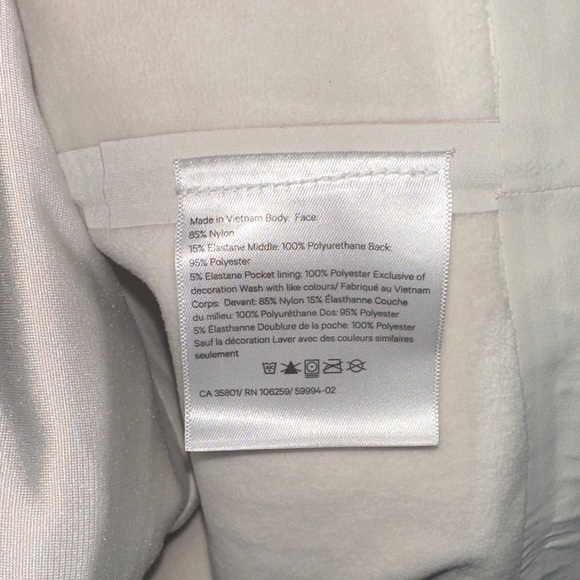 Made in Vietnam Body: Face:
85% Nylon
15% Elastane Middle: 100% Polyurethane Back:
95% Polyester
5% Elastane Pocket lining: 100% Polyester Exclusive of
decoration Wash with like colours/ Fabriqué au Vietnam
Corps: Devant: 85% Nylon 15% Élasthanne Couche
du milieu: 100% Polyuréthane Dos: 95% Polyester
5% Élasthanne Doublure de la poche: 100% Polyester
Sauf la décoration Laver avec des couleurs similaires
seulement
CA 35801/ RN 106259/ 59994-02